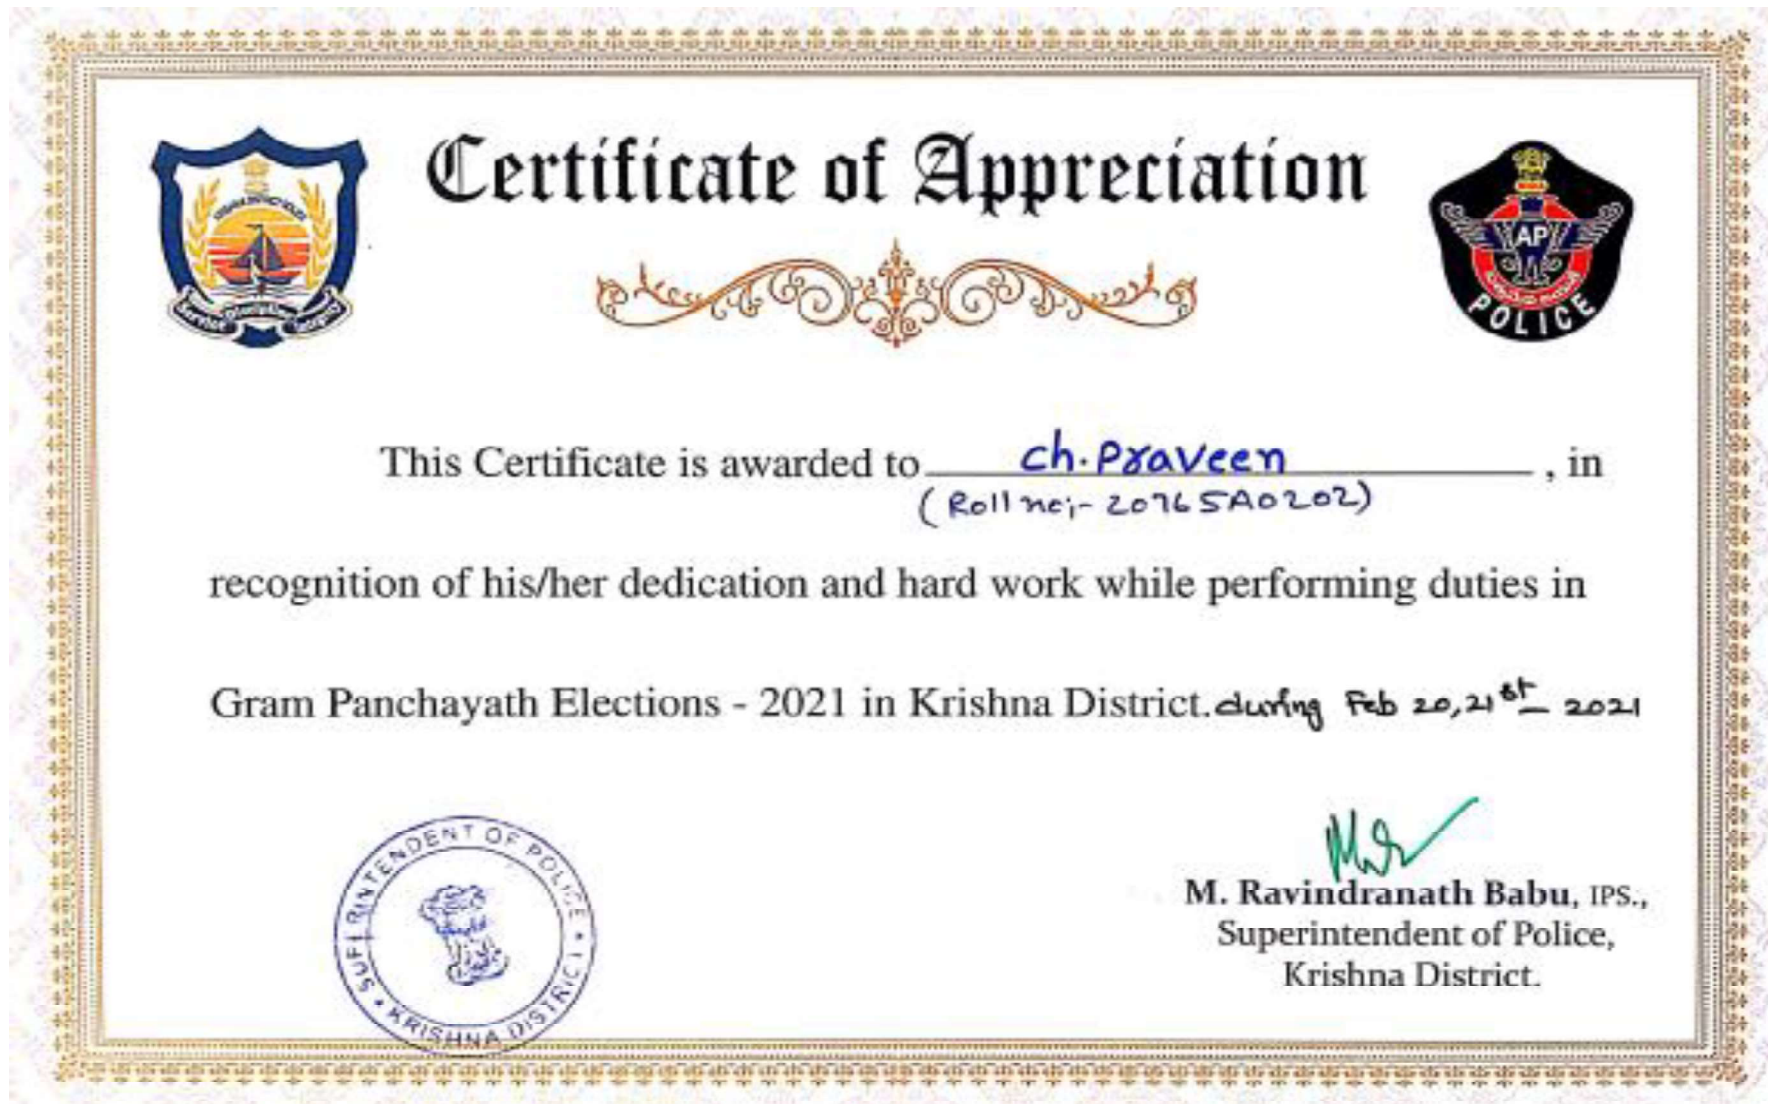 Certificate of Appreciation
AP
POLICE
This Certificate is awarded to ch. Praveen, in
(Roll no;- 20765A0202)
recognition of his/her dedication and hard work while performing duties in
Gram Panchayath Elections - 2021 in Krishna District. during Feb 20,21st 2021
SUPERINTENDENT OF POLICE * KRISHNA DISTRICT *
M. Ravindranath Babu, IPS.,
Superintendent of Police,
Krishna District.